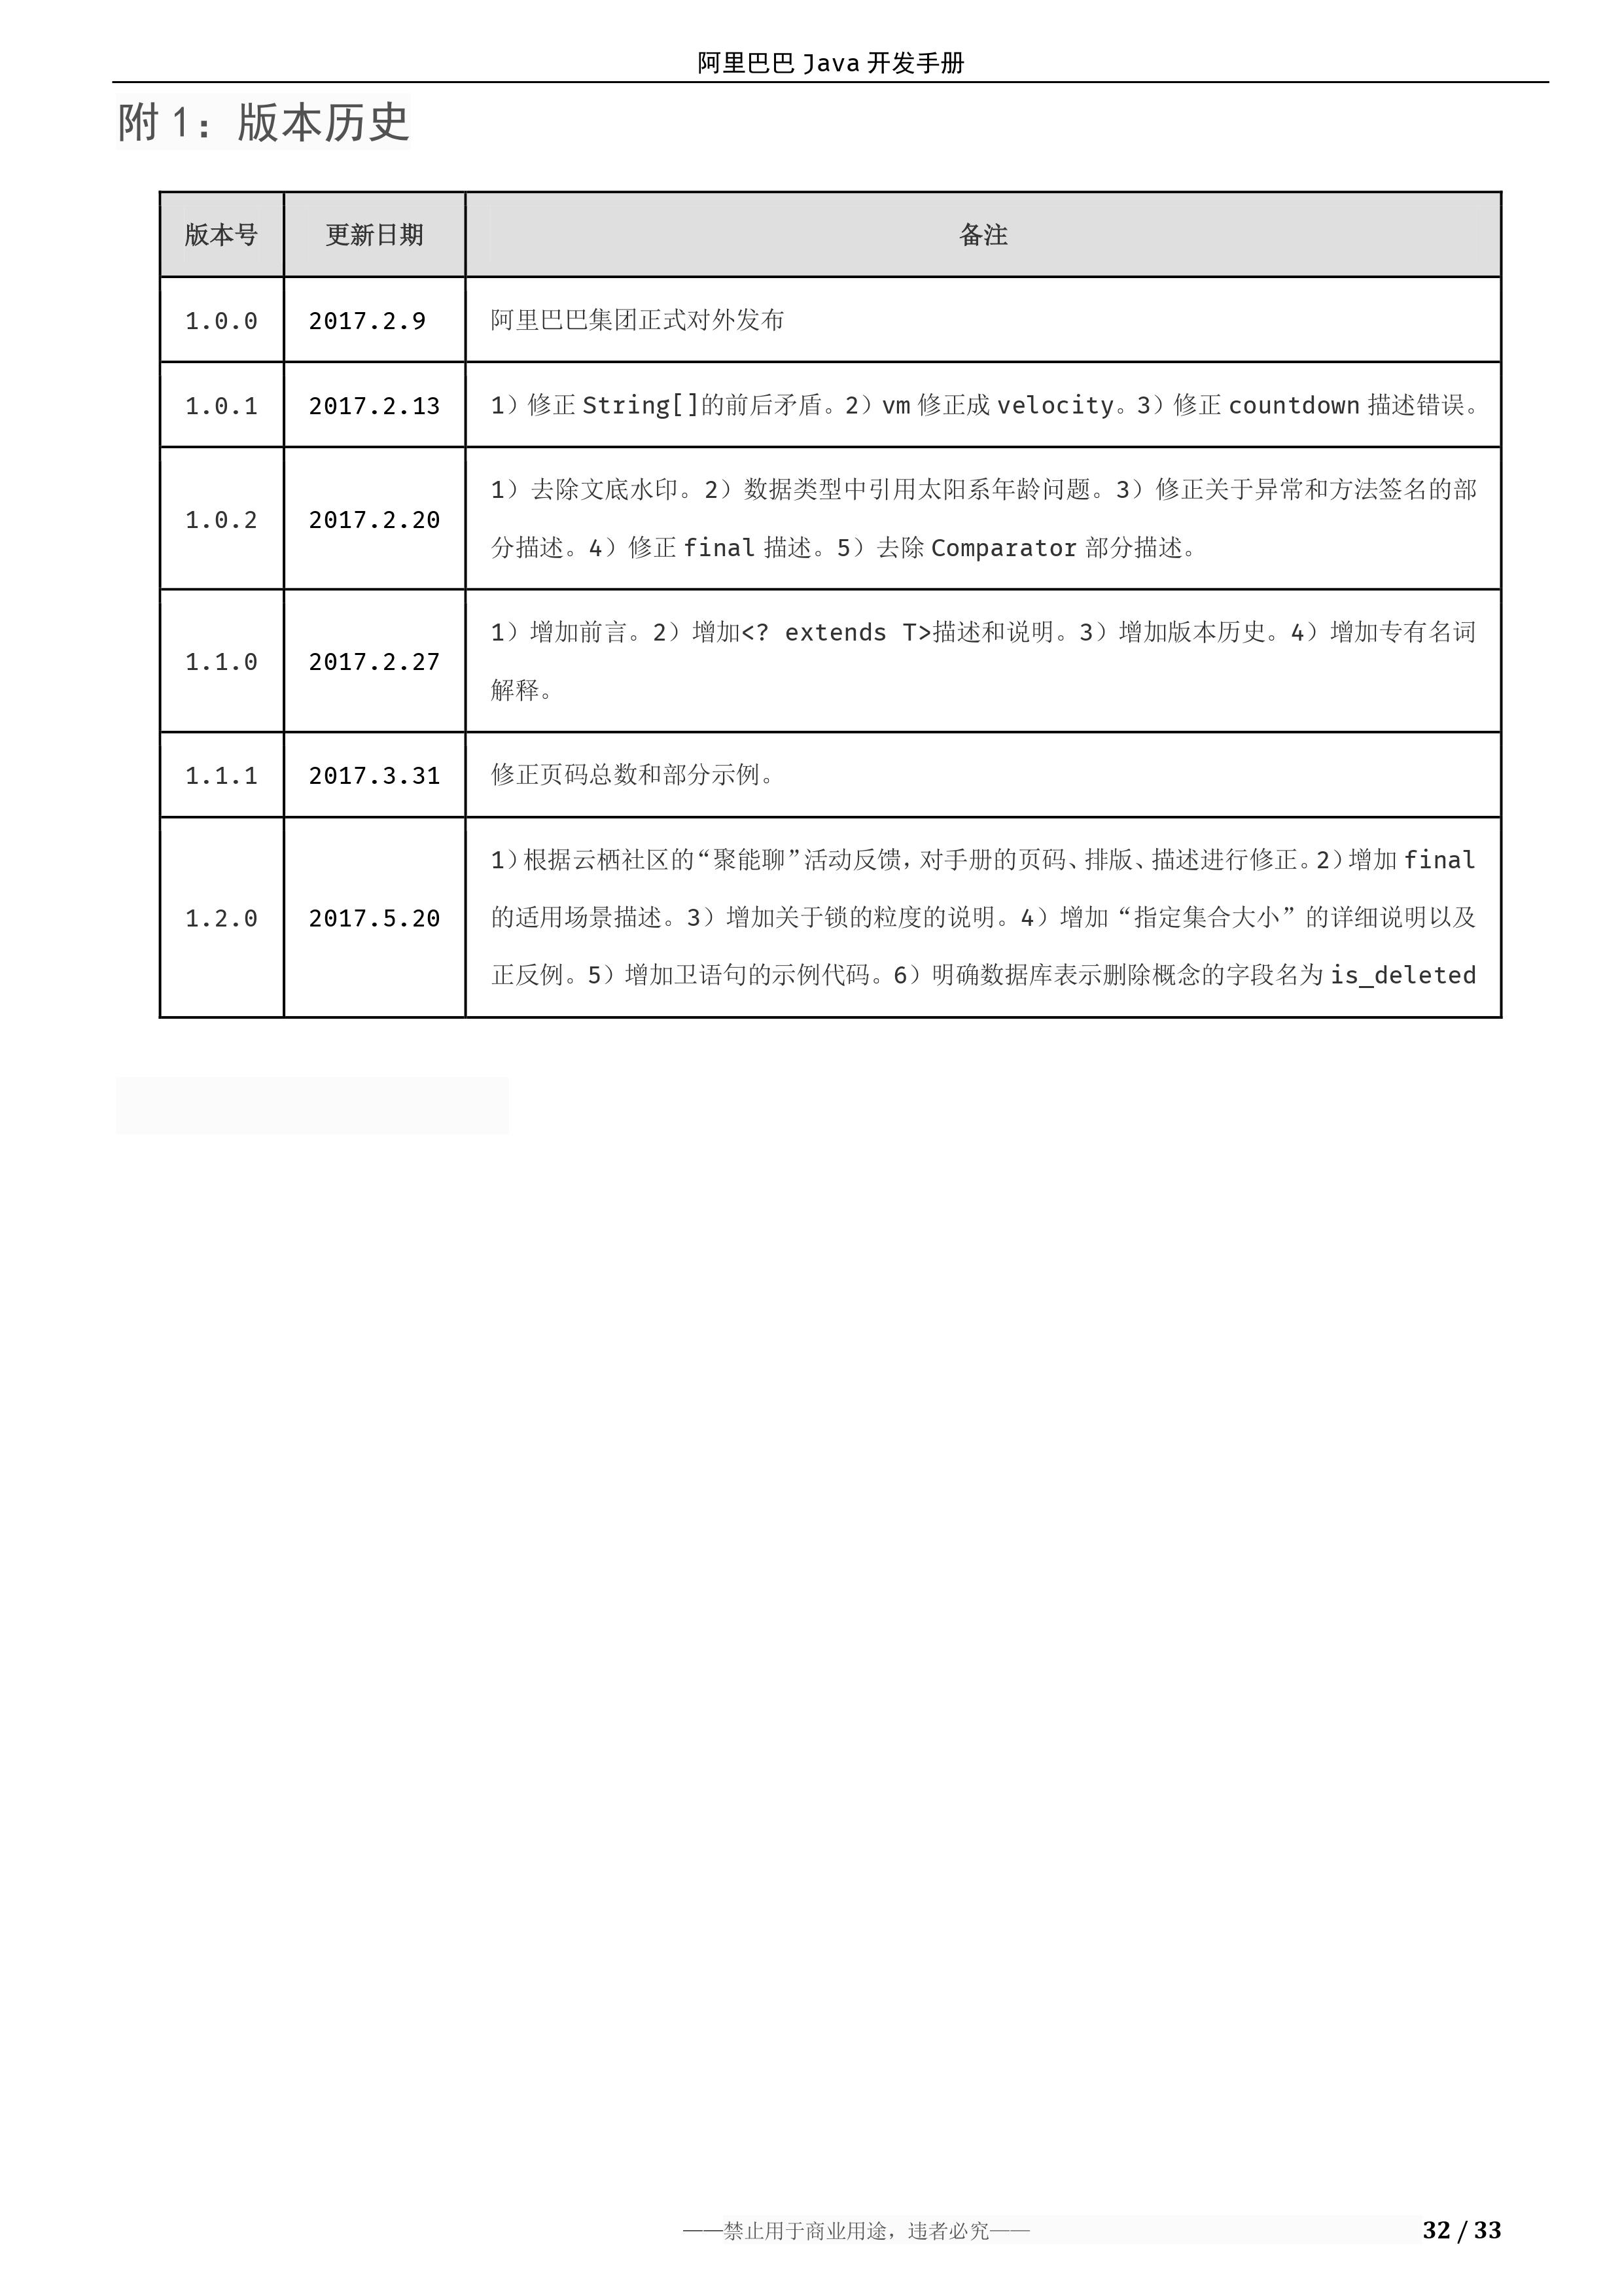 阿里巴巴 Java 开发手册
附 1：版本历史
版本号 更新日期 备注
1.0.0 2017.2.9 阿里巴巴集团正式对外发布
1.0.1 2017.2.13 1）修正 String[]的前后矛盾。2）vm 修正成 velocity。3）修正 countdown 描述错误。
1.0.2 2017.2.20 1）去除文底水印。2）数据类型中引用太阳系年龄问题。3）修正关于异常和方法签名的部
分描述。4）修正 final 描述。5）去除 Comparator 部分描述。
1.1.0 2017.2.27 1）增加前言。2）增加<? extends T>描述和说明。3）增加版本历史。4）增加专有名词
解释。
1.1.1 2017.3.31 修正页码总数和部分示例。
1.2.0 2017.5.20 1）根据云栖社区的“聚能聊”活动反馈，对手册的页码、排版、描述进行修正。2）增加 final
的适用场景描述。3）增加关于锁的粒度的说明。4）增加“指定集合大小”的详细说明以及
正反例。5）增加卫语句的示例代码。6）明确数据库表示删除概念的字段名为 is_deleted
——禁止用于商业用途，违者必究—— 32 / 33